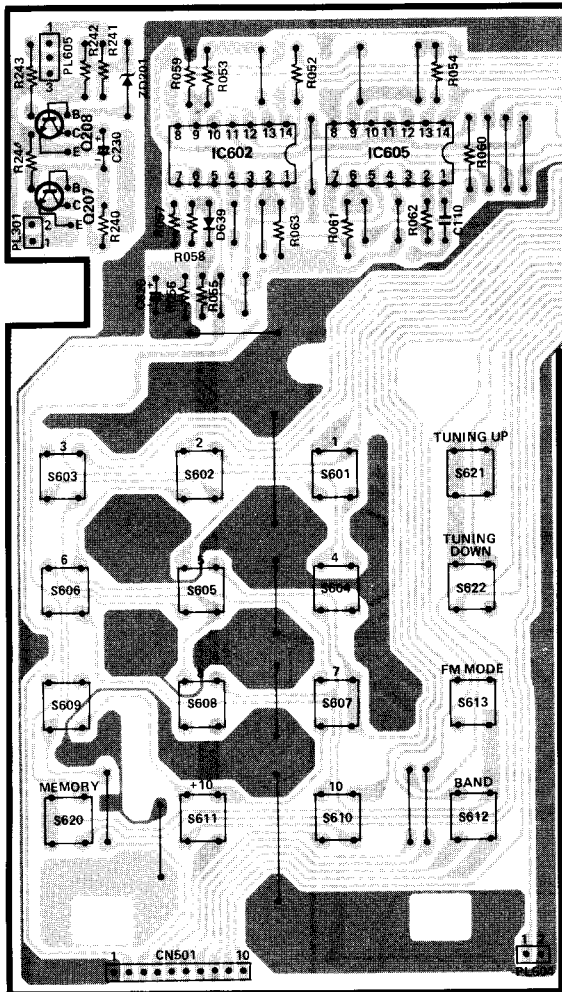 1
3
PL605
R243
R242
R241
ZD201
R059
R053
R052
R054
B
C
E
Q208
C230
8 9 10 11 12 13 14
IC602
7 6 5 4 3 2 1
8 9 10 11 12 13 14
IC605
7 6 5 4 3 2 1
R060
B
C
E
Q207
PL301
2
1
R240
D639
R058
R063
R061
R062
C110
R055
3
S603
2
S602
1
S601
TUNING UP
S621
6
S606
5
S605
4
S604
TUNING
DOWN
S622
S609
S608
7
S607
FM MODE
S613
MEMORY
S620
+10
S611
10
S610
BAND
S612
1 CN501 10
1 2